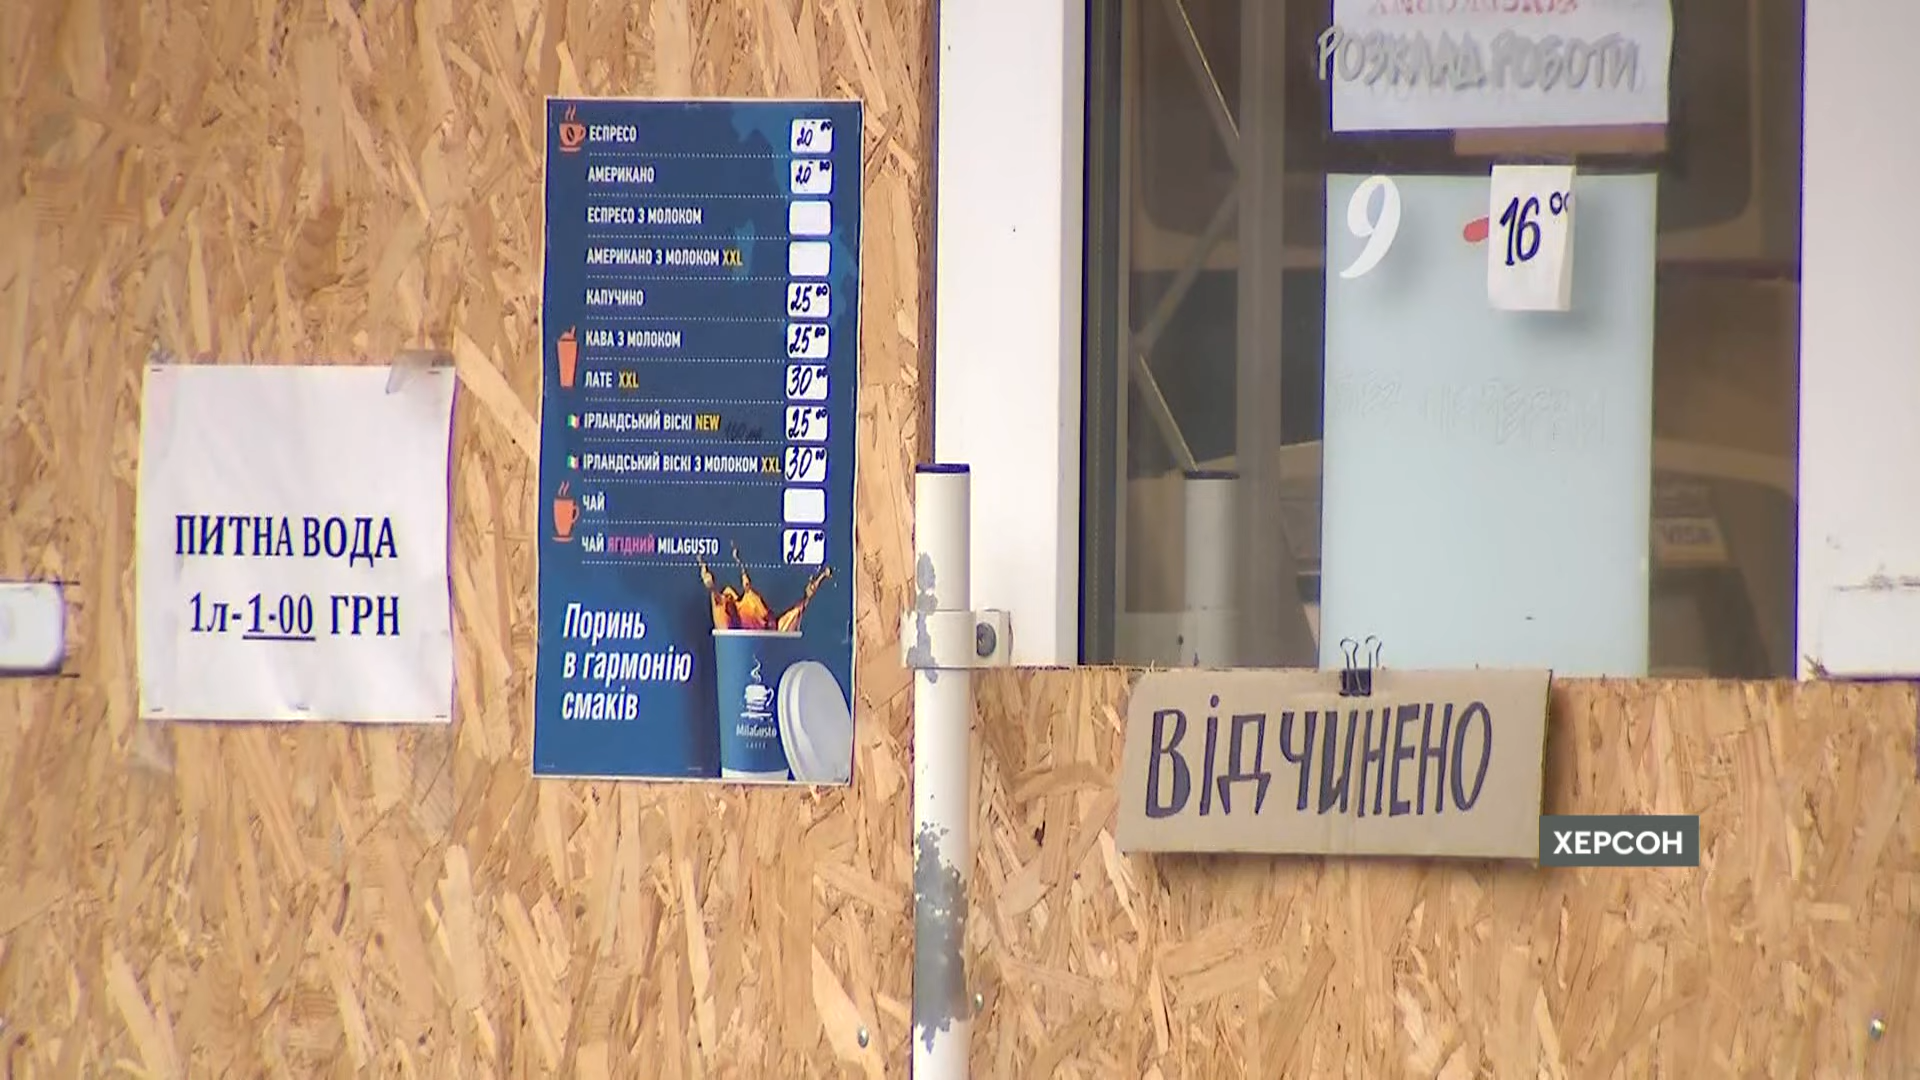 ПИТНА ВОДА
1л-1-00 ГРН
ЕСПРЕСО 20⁰⁰
АМЕРИКАНО 20⁰⁰
ЕСПРЕСО З МОЛОКОМ
АМЕРИКАНО З МОЛОКОМ XXL
КАПУЧИНО 25⁰⁰
КАВА З МОЛОКОМ 25⁰⁰
ЛАТЕ XXL 30⁰⁰
ІРЛАНДСЬКИЙ ВІСКІ NEW 25⁰⁰
ІРЛАНДСЬКИЙ ВІСКІ З МОЛОКОМ XXL 30⁰⁰
ЧАЙ
ЧАЙ ЯГІДНИЙ MILAGUSTO 28⁰⁰
Поринь
в гармонію
смаків
MilaGusto
РОЗКЛАД РОБОТИ
9 - 16⁰⁰
VISA
ВІДЧИНЕНО
ХЕРСОН